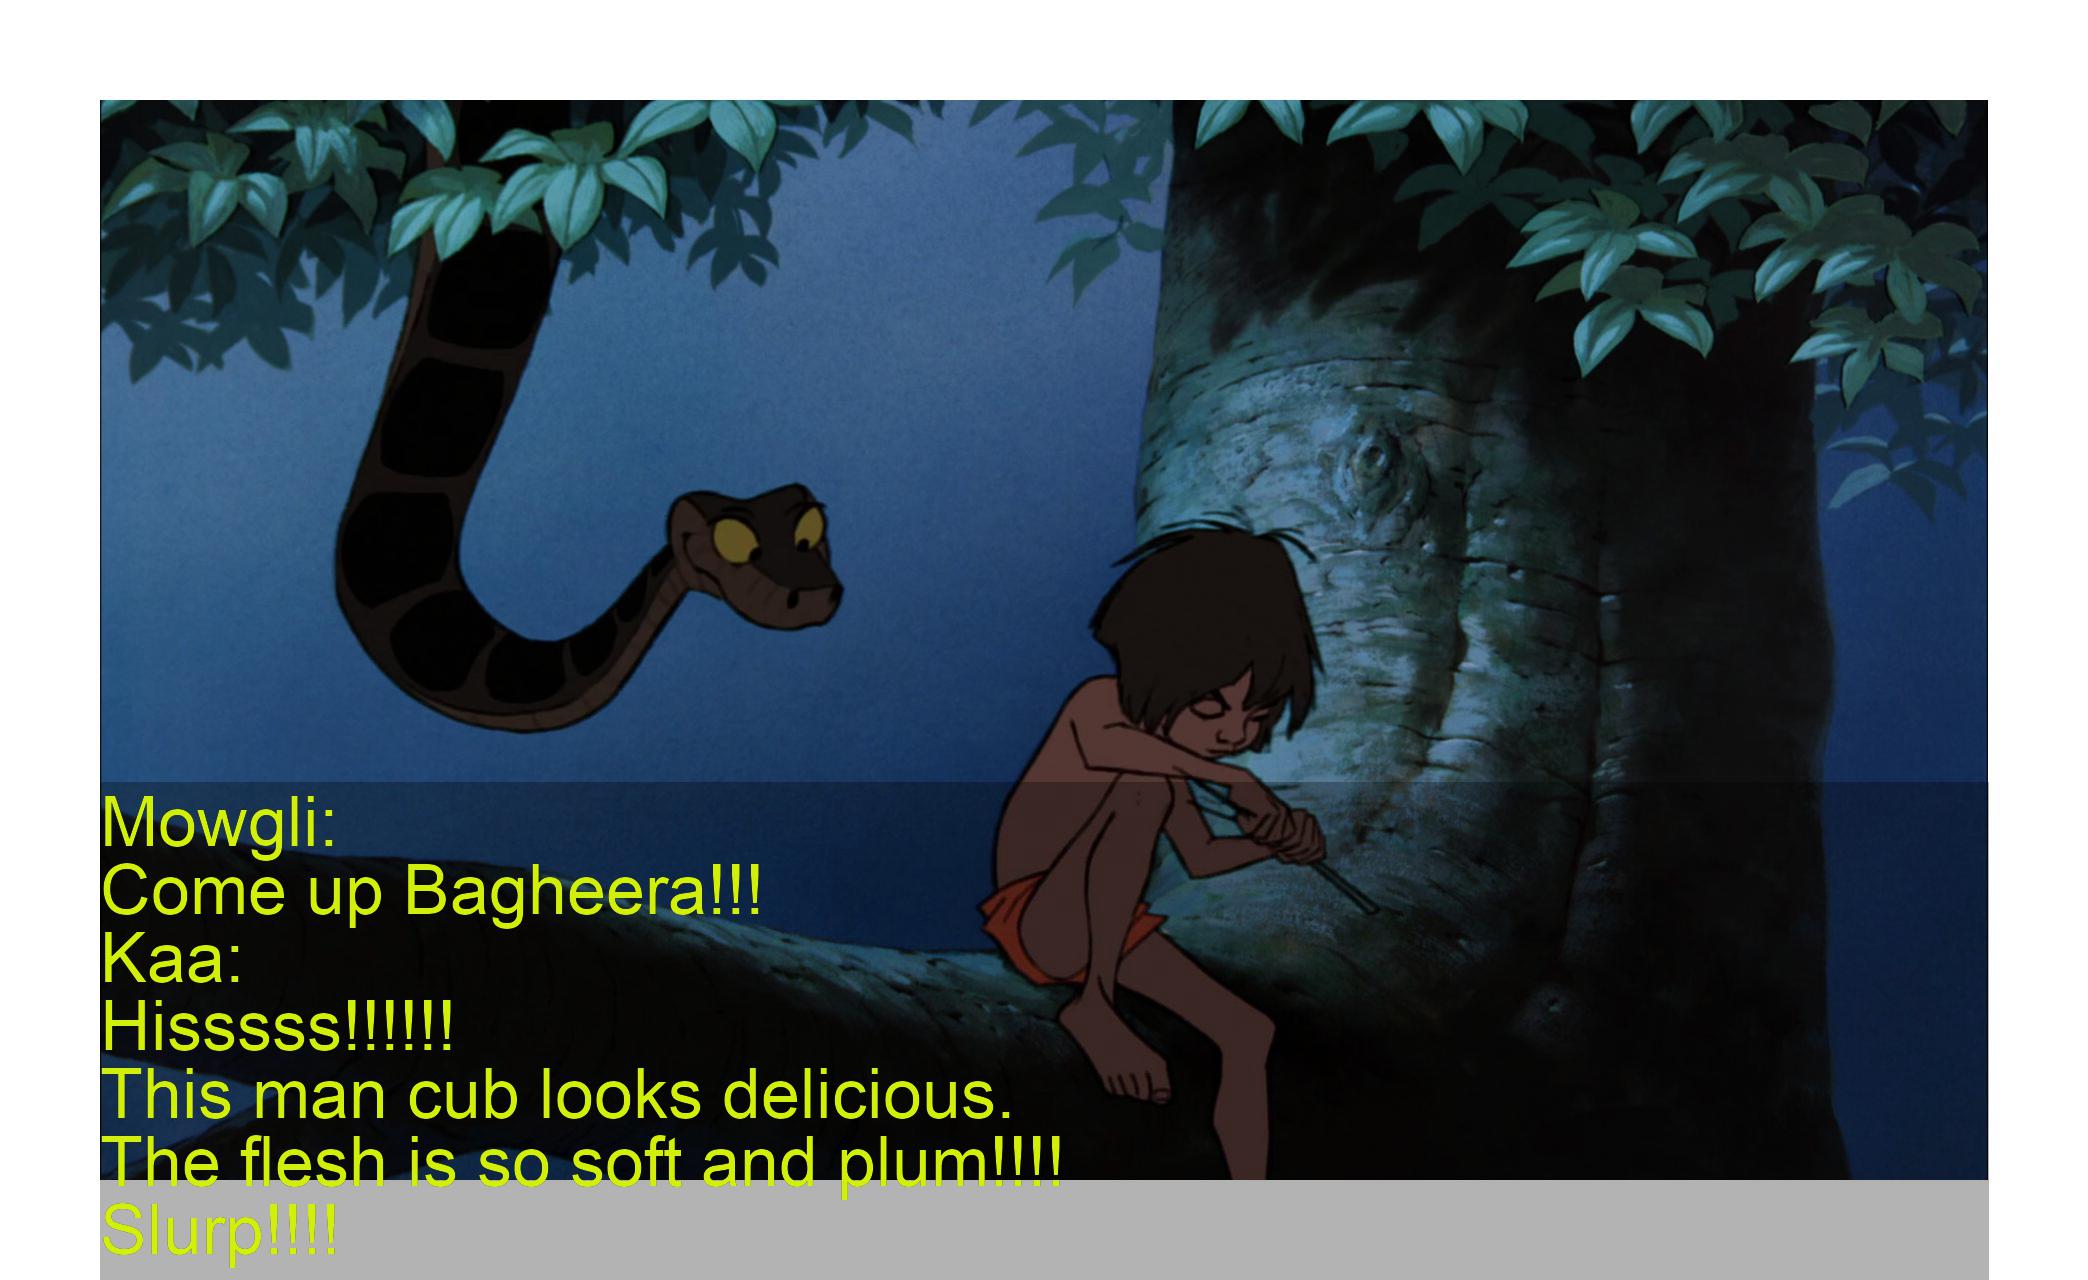 Mowgli:
Come up Bagheera!!!
Kaa:
Hisssss!!!!!!
This man cub looks delicious.
The flesh is so soft and plum!!!!
Slurp!!!!